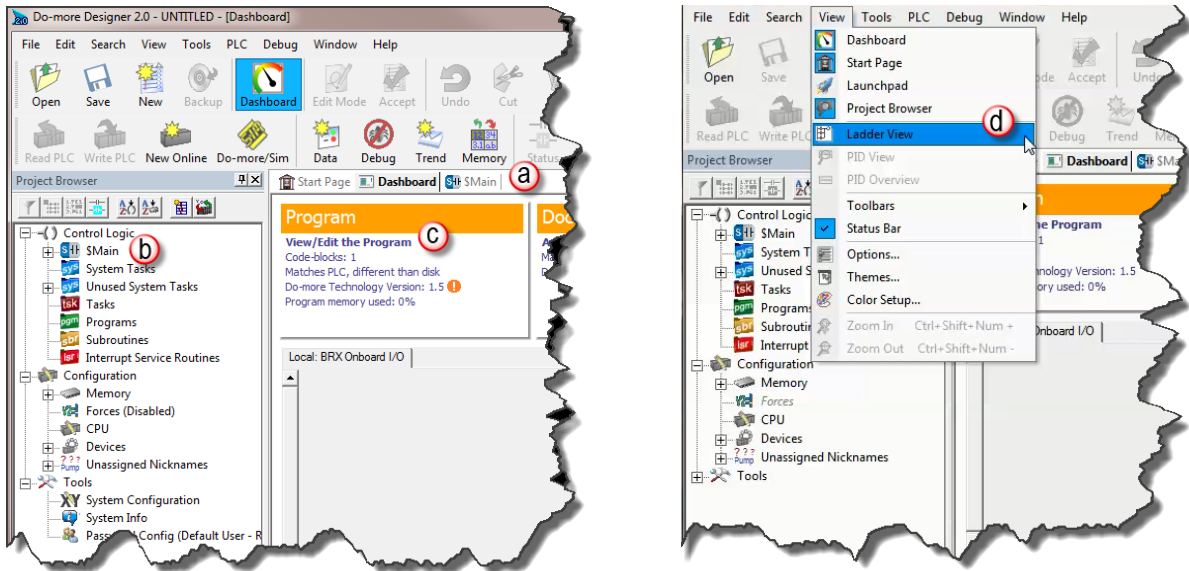 Do-more Designer 2.0 - UNTITLED - [Dashboard]
File Edit Search View Tools PLC Debug Window Help
Open Save New Backup Dashboard Edit Mode Accept Undo Cut
Read PLC Write PLC New Online Do-more/Sim Data Debug Trend Memory Status
Project Browser
Start Page Dashboard $Main
a
Control Logic
$Main
b
System Tasks
Unused System Tasks
Tasks
Programs
Subroutines
Interrupt Service Routines
Configuration
Memory
Forces (Disabled)
CPU
Devices
Unassigned Nicknames
Tools
System Configuration
System Info
Config (Default User - R
Program
View/Edit the Program
c
Code-blocks: 1
Matches PLC, different than disk
Do-more Technology Version: 1.5
Program memory used: 0%
Doc
Local: BRX Onboard I/O
File Edit Search View Tools PLC Debug Window Help
Open Save
Accept Undo
Read PLC Write PLC
Debug Trend
Dashboard
Start Page
Launchpad
Project Browser
Ladder View
d
PID View
PID Overview
Toolbars
Status Bar
Options...
Themes...
Color Setup...
Zoom In Ctrl+Shift+Num +
Zoom Out Ctrl+Shift+Num -
Project Browser
Dashboard $Ma
Control Logic
$Main
System T
Unused S
Tasks
Programs
Subroutin
Interrupt
Configuration
Memory
Forces
CPU
Devices
Unassigned Nicknames
Tools
he Program
1
nology Version: 1.5
ory used: 0%
Onboard I/O